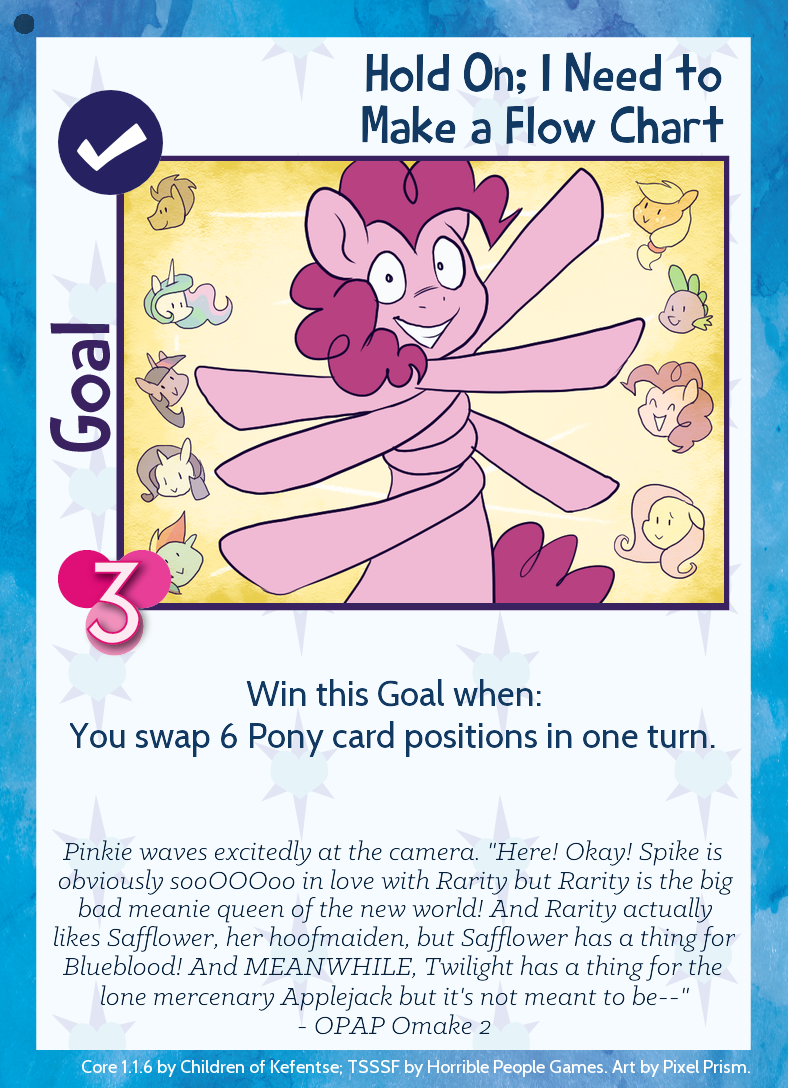 Hold On; I Need to
Make a Flow Chart
Goal
3
Win this Goal when:
You swap 6 Pony card positions in one turn.
Pinkie waves excitedly at the camera. "Here! Okay! Spike is
obviously sooOOOoo in love with Rarity but Rarity is the big
bad meanie queen of the new world! And Rarity actually
likes Safflower, her hoofmaiden, but Safflower has a thing for
Blueblood! And MEANWHILE, Twilight has a thing for the
lone mercenary Applejack but it's not meant to be--"
- OPAP Omake 2
Core 1.1.6 by Children of Kefentse; TSSSF by Horrible People Games. Art by Pixel Prism.